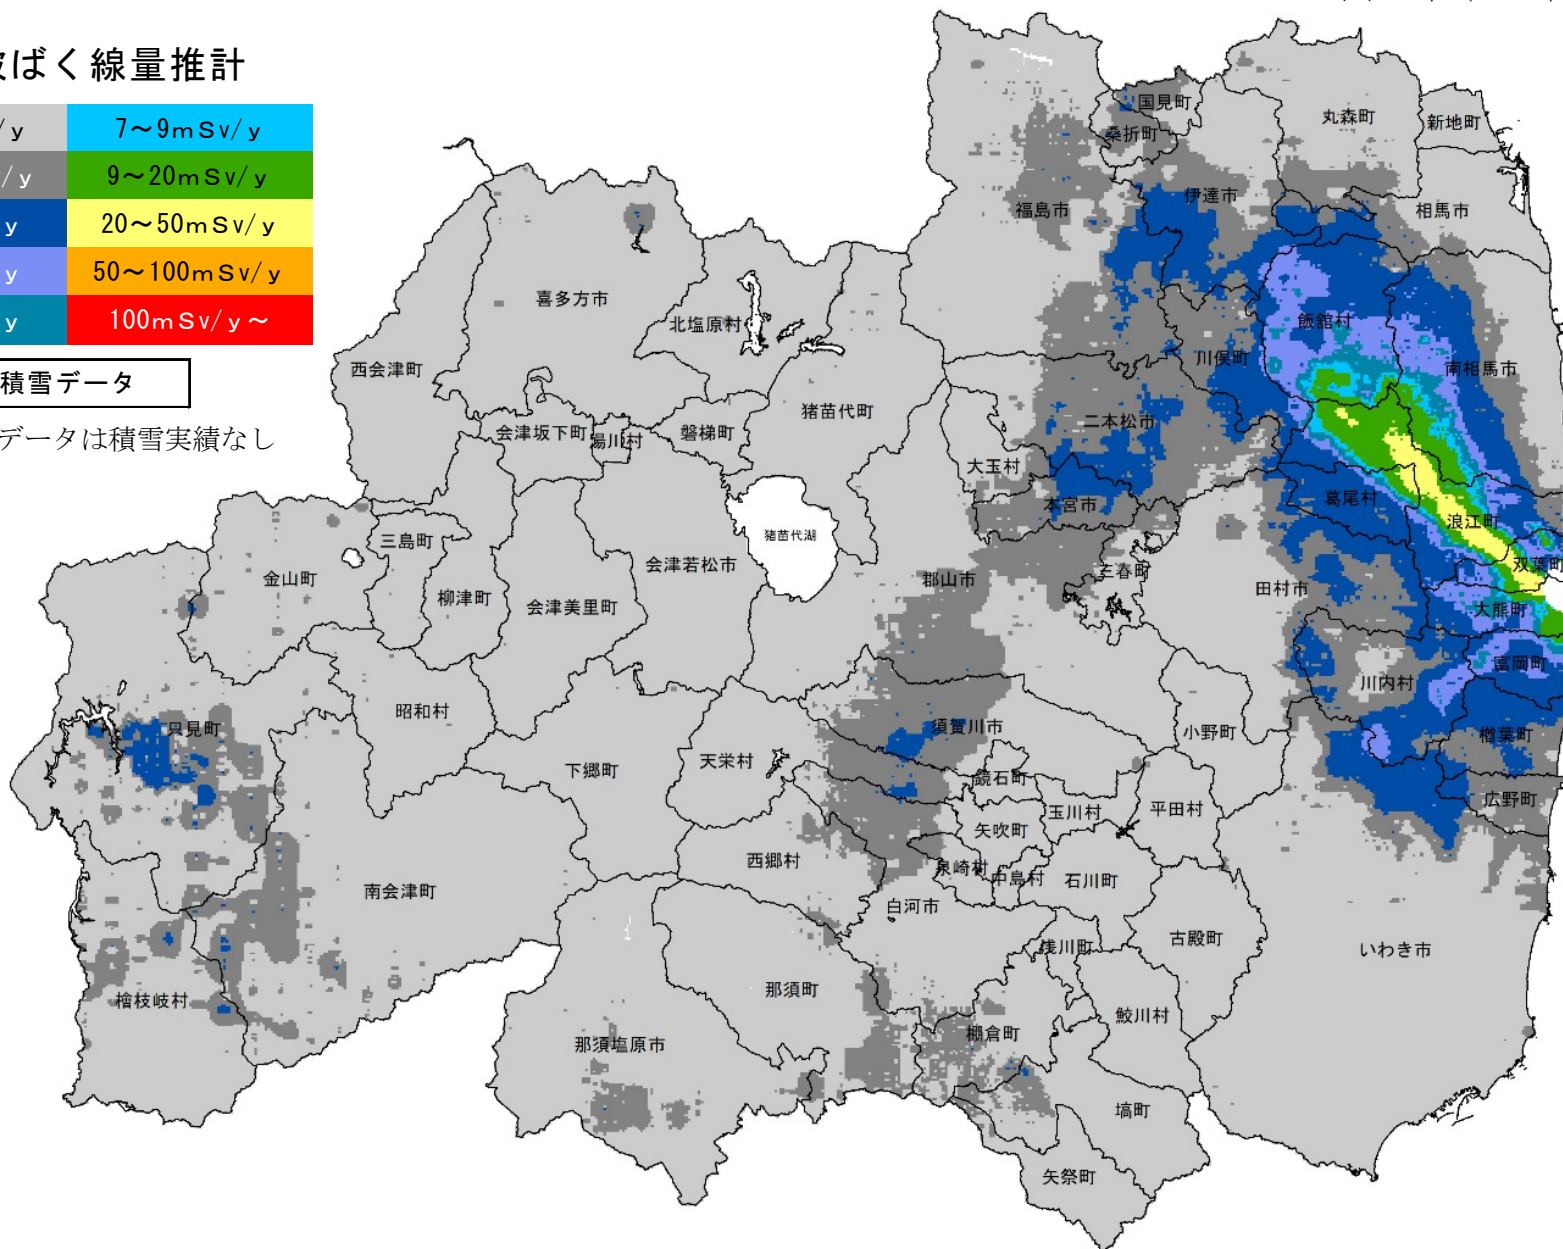 ばく線量推計
/y 7～9mSv/y
/y 9～20mSv/y
y 20～50mSv/y
y 50～100mSv/y
y 100mSv/y～
積雪データ
データは積雪実績なし
国見町
桑折町
丸森町
新地町
伊達市
福島市
相馬市
喜多方市
北塩原村
飯舘村
西会津町
川俣町
南相馬市
猪苗代町
二本松市
会津坂下町
湯川村
磐梯町
大玉村
本宮市
葛尾村
浪江町
猪苗代湖
三島町
会津若松市
双葉町
金山町
郡山市
三春町
田村市
柳津町
会津美里町
大熊町
富岡町
川内村
昭和村
只見町
須賀川市
小野町
楢葉町
天栄村
下郷町
鏡石町
広野町
玉川村
平田村
矢吹町
西郷村
泉崎村
中島村
石川町
南会津町
白河市
古殿町
浅川町
いわき市
檜枝岐村
那須町
鮫川村
棚倉町
那須塩原市
塙町
矢祭町